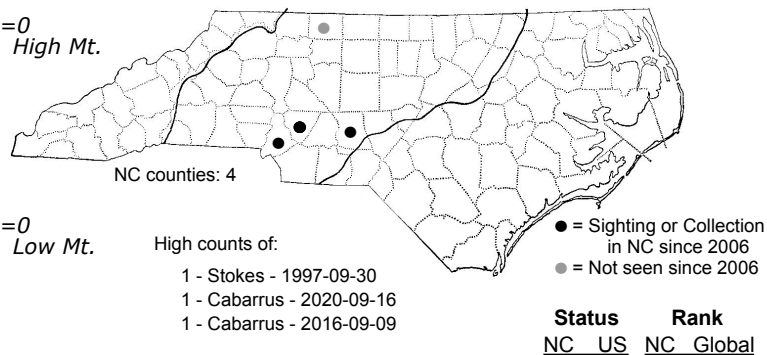 =0
High Mt.
NC counties: 4
=0
Low Mt.
High counts of:
1 - Stokes - 1997-09-30
1 - Cabarrus - 2020-09-16
1 - Cabarrus - 2016-09-09
= Sighting or Collection
in NC since 2006
= Not seen since 2006
Status Rank
NC US NC Global